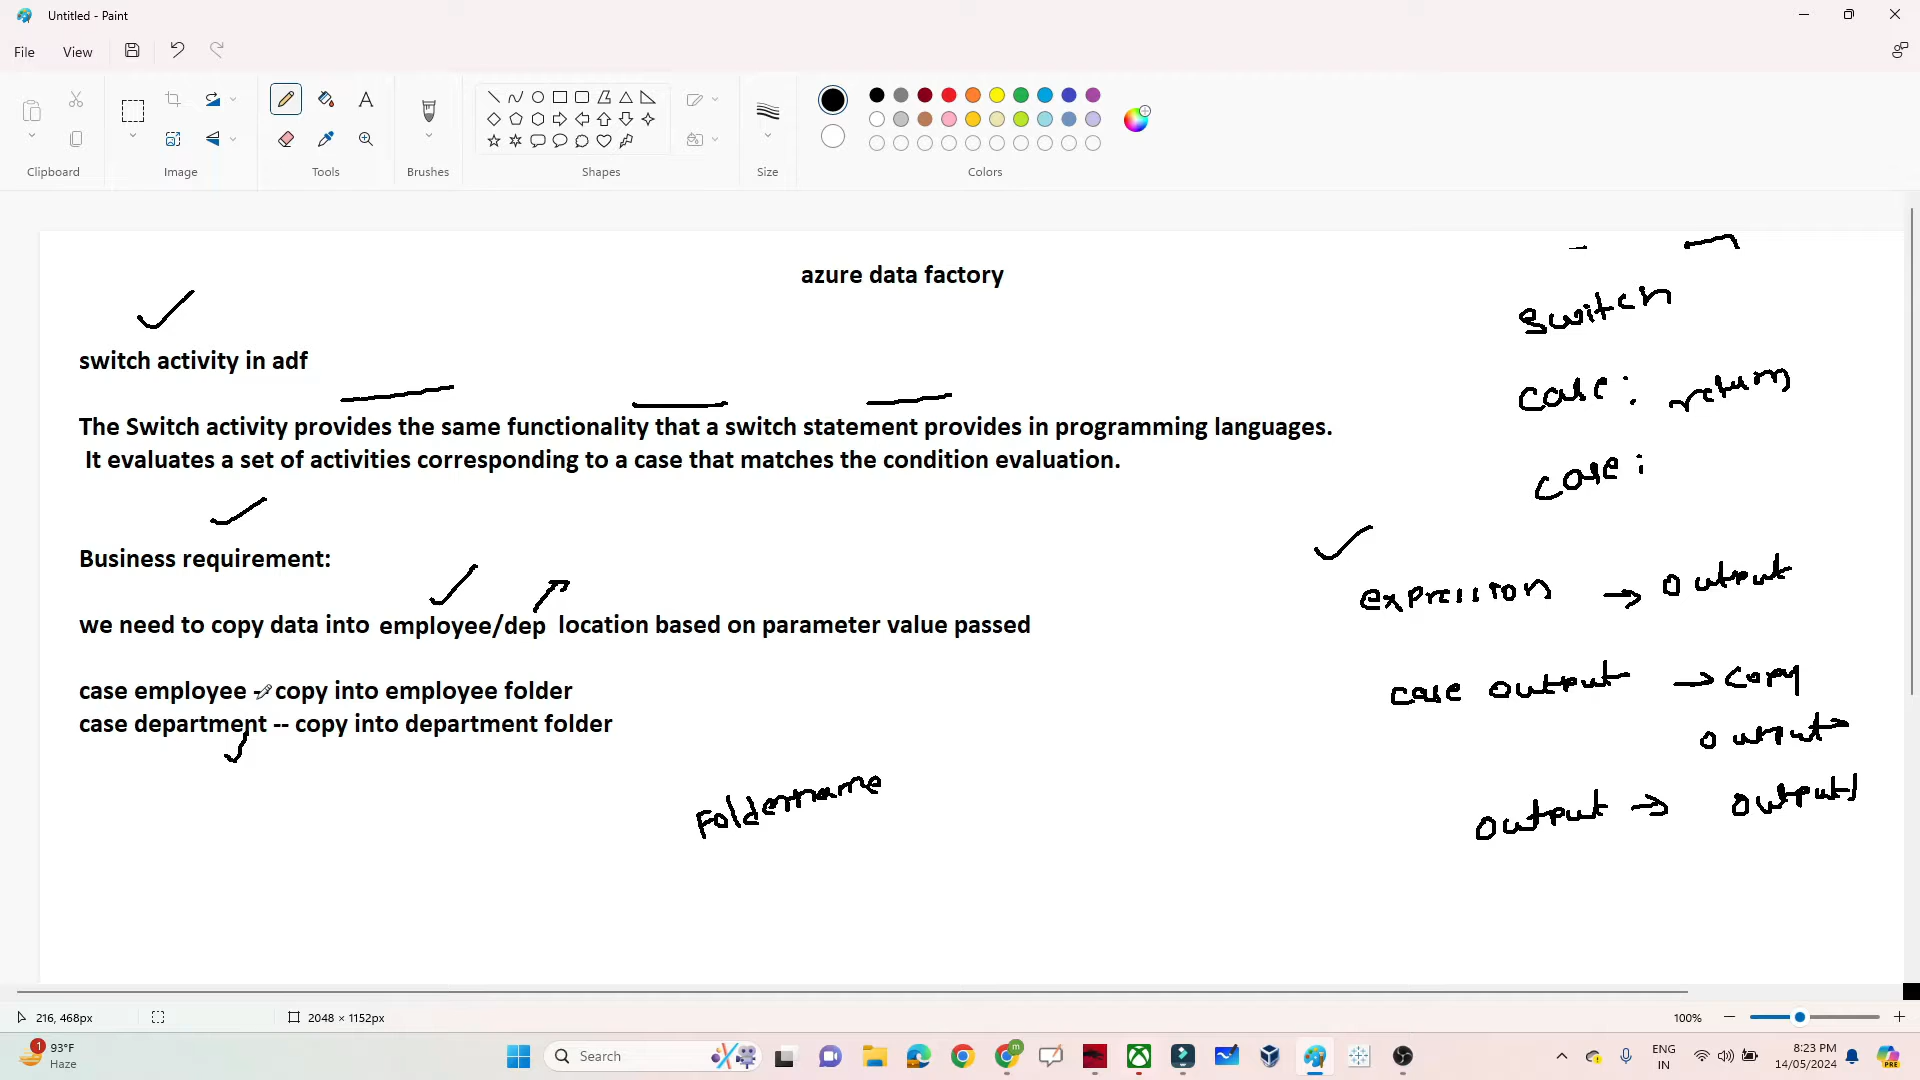 Untitled - Paint
File
View
Clipboard
Image
Tools
Brushes
Shapes
Size
Colors
azure data factory
switch
switch activity in adf
case: return
The Switch activity provides the same functionality that a switch statement provides in programming languages.
It evaluates a set of activities corresponding to a case that matches the condition evaluation.
case:
Business requirement:
expression → output
we need to copy data into employee/dep location based on parameter value passed
case employee - copy into employee folder
case output → copy
case department -- copy into department folder
output
Foldername
output → output
216, 468px
2048 × 1152px
100%
1
93°F
Haze
Search
m
ENG
IN
8:23 PM
14/05/2024
PRE